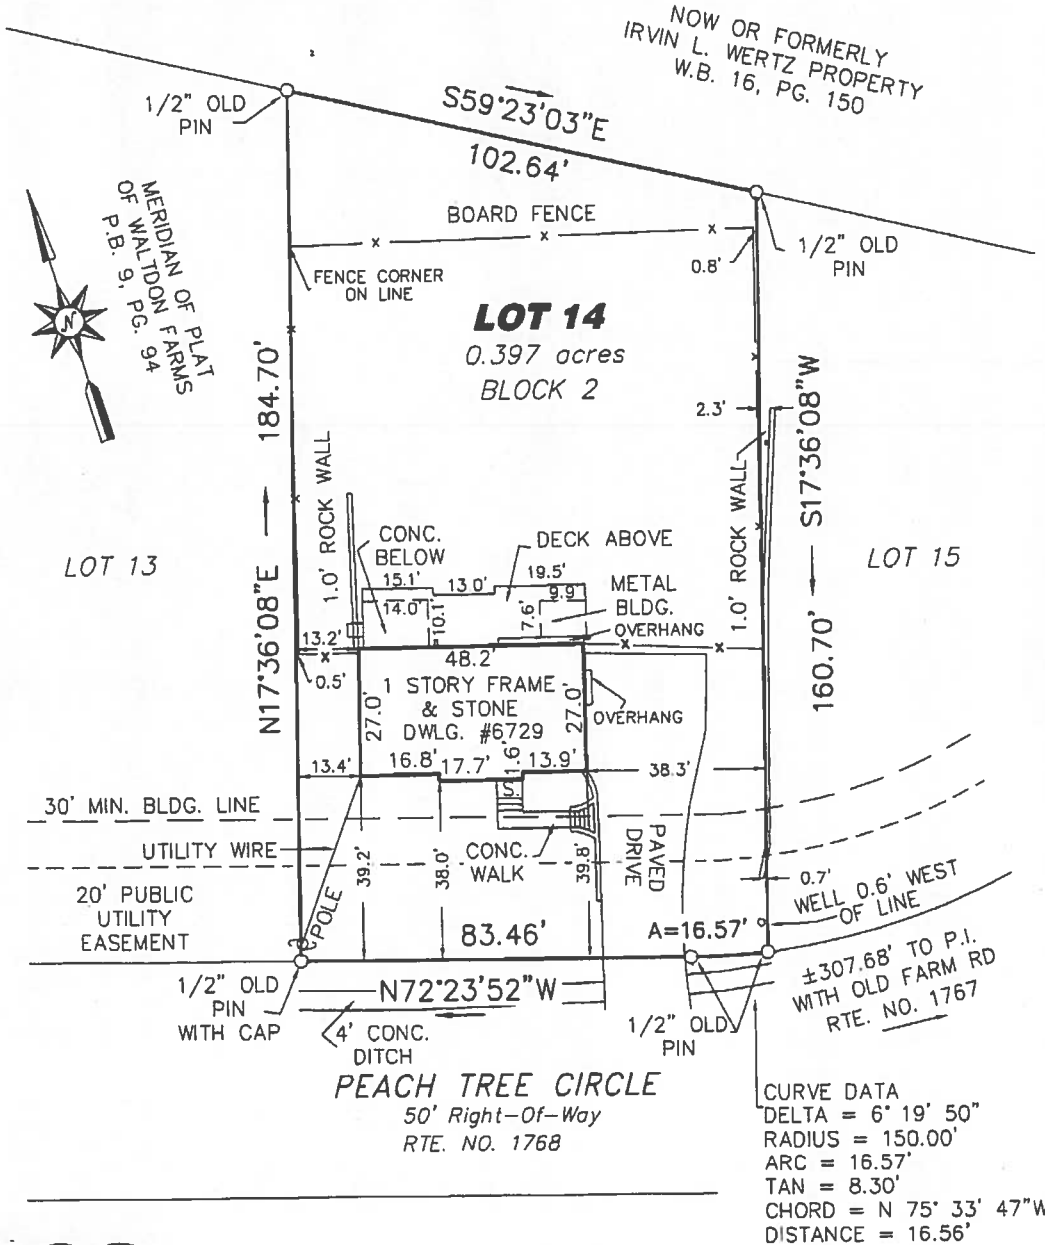 NOW OR FORMERLY
IRVIN L. WERTZ PROPERTY
W.B. 16, PG. 150
1/2" OLD
PIN
S59°23'03"E
102.64'
BOARD FENCE
1/2" OLD
PIN
0.8'
FENCE CORNER
ON LINE
MERIDIAN OF PLAT
OF WALTDON FARMS
P.B. 9, PG. 94
N
LOT 14
0.397 acres
BLOCK 2
N17°36'08"E
184.70'
2.3'
S17°36'08"W
160.70'
1.0' ROCK WALL
1.0' ROCK WALL
LOT 13
LOT 15
CONC.
BELOW
DECK ABOVE
15.1'
13.0'
19.5'
METAL
BLDG.
14.0'
10.1'
7.6'
9.9'
OVERHANG
13.2'
0.5'
48.2'
27.0'
1 STORY FRAME
& STONE
DWLG. #6729
27.0'
OVERHANG
16.8'
17.7'
1.6'
13.9'
13.4'
38.3'
S.
30' MIN. BLDG. LINE
UTILITY WIRE
39.2'
38.0'
CONC.
WALK
39.8'
PAVED
DRIVE
20' PUBLIC
UTILITY
EASEMENT
POLE
0.7'
WELL 0.6' WEST
OF LINE
83.46'
A=16.57'
N72°23'52"W
1/2" OLD
PIN
WITH CAP
4' CONC.
DITCH
1/2" OLD
PIN
±307.68' TO P.I.
WITH OLD FARM RD
RTE. NO. 1767
PEACH TREE CIRCLE
50' Right-Of-Way
RTE. NO. 1768
CURVE DATA
DELTA = 6° 19' 50"
RADIUS = 150.00'
ARC = 16.57'
TAN = 8.30'
CHORD = N 75° 33' 47"W
DISTANCE = 16.56'